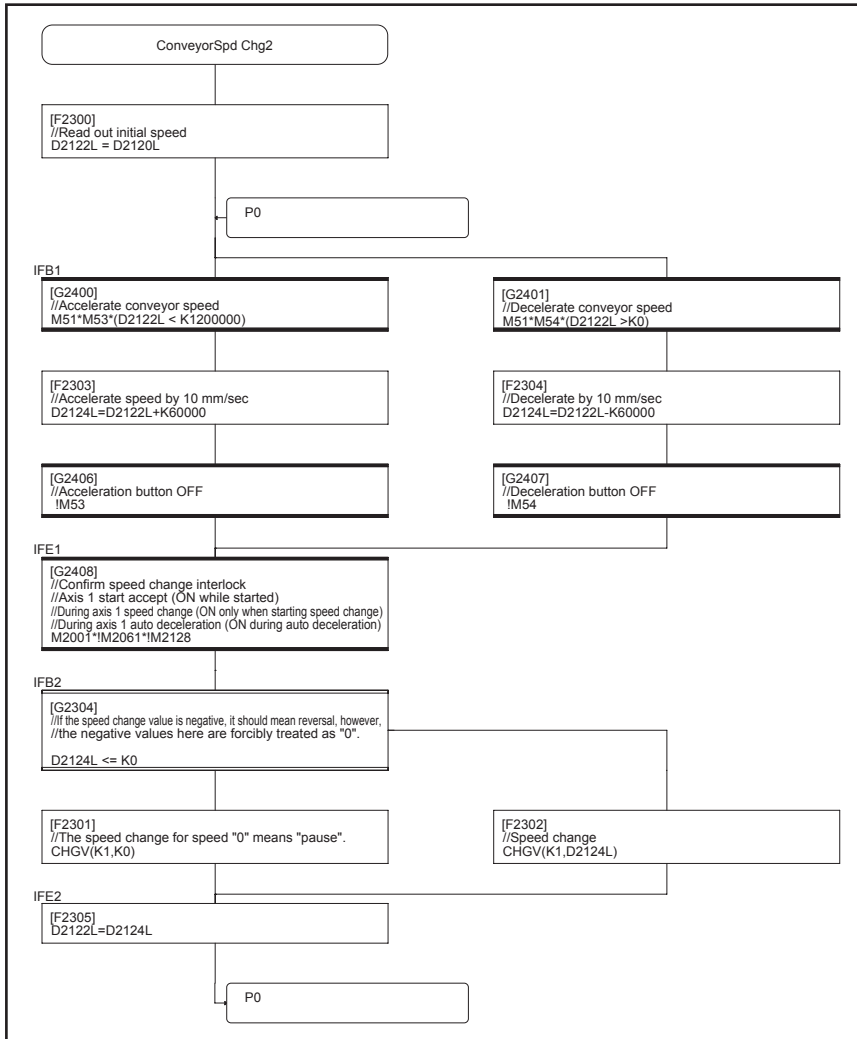 ConveyorSpd Chg2
[F2300]
//Read out initial speed
D2122L = D2120L
P0
IFB1
[G2400]
//Accelerate conveyor speed
M51*M53*(D2122L < K1200000)
[G2401]
//Decelerate conveyor speed
M51*M54*(D2122L >K0)
[F2303]
//Accelerate speed by 10 mm/sec
D2124L=D2122L+K60000
[F2304]
//Decelerate by 10 mm/sec
D2124L=D2122L-K60000
[G2406]
//Acceleration button OFF
!M53
[G2407]
//Deceleration button OFF
!M54
IFE1
[G2408]
//Confirm speed change interlock
//Axis 1 start accept (ON while started)
//During axis 1 speed change (ON only when starting speed change)
//During axis 1 auto deceleration (ON during auto deceleration)
M2001*!M2061*!M2128
IFB2
[G2304]
//If the speed change value is negative, it should mean reversal, however,
//the negative values here are forcibly treated as "0".
D2124L <= K0
[F2301]
//The speed change for speed "0" means "pause".
CHGV(K1,K0)
[F2302]
//Speed change
CHGV(K1,D2124L)
IFE2
[F2305]
D2122L=D2124L
P0